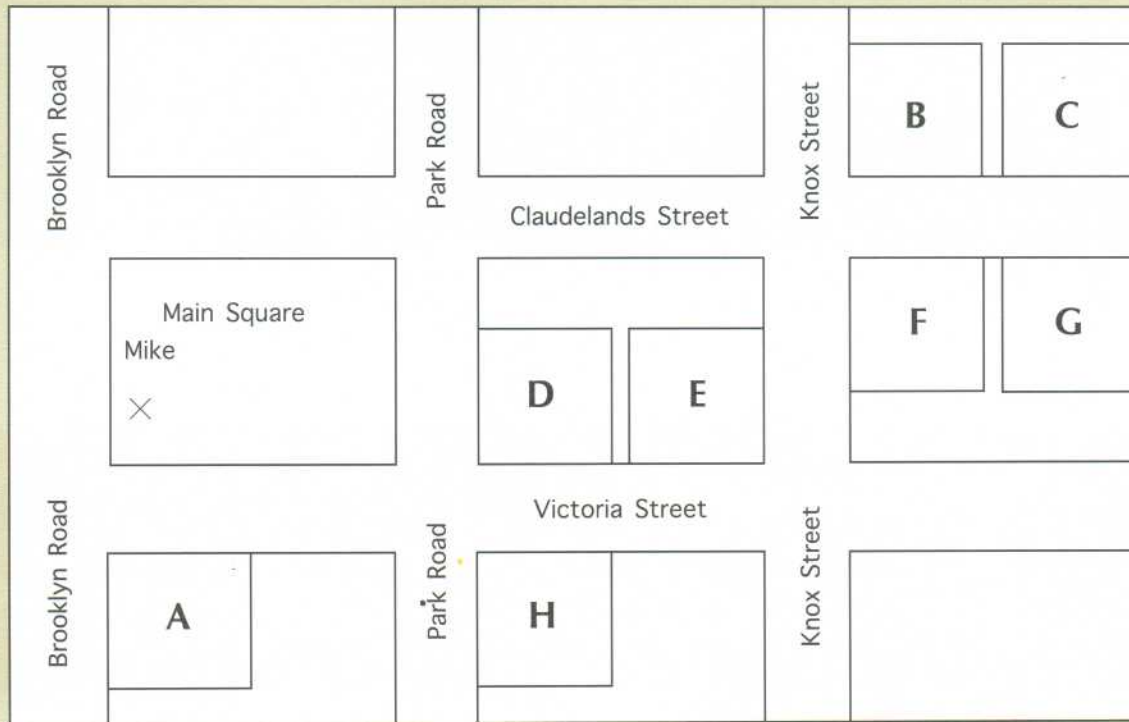 Brooklyn Road
Park Road
Knox Street
B
C
Claudelands Street
Main Square
Mike
D
E
F
G
Victoria Street
Brooklyn Road
A
Park Road
H
Knox Street